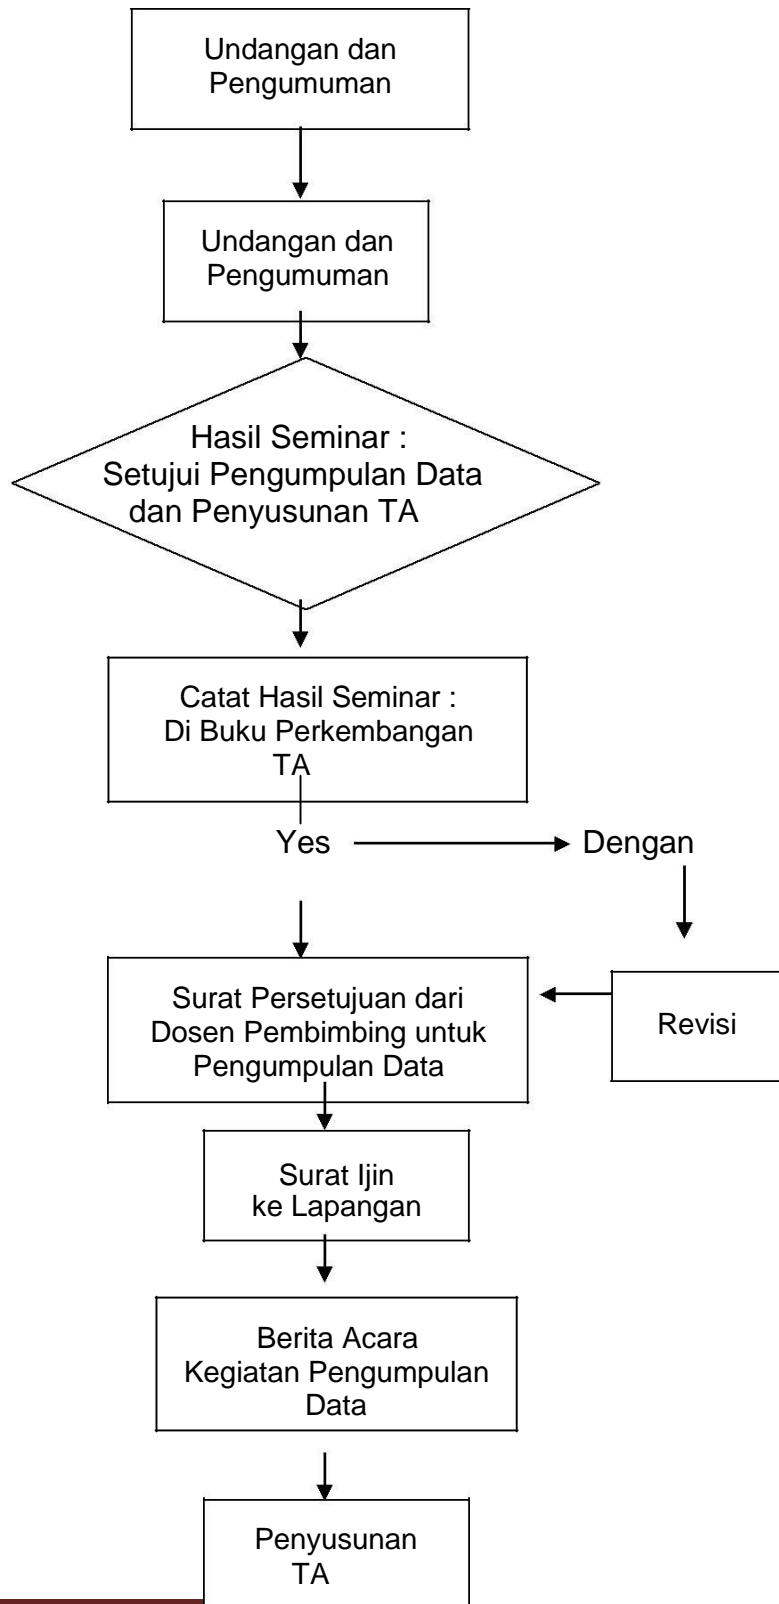 Undangan dan
Pengumuman
Undangan dan
Pengumuman
Hasil Seminar :
Setujui Pengumpulan Data
dan Penyusunan TA
Catat Hasil Seminar :
Di Buku Perkembangan
TA
Yes
Dengan
Surat Persetujuan dari
Dosen Pembimbing untuk
Pengumpulan Data
Revisi
Surat Ijin
ke Lapangan
Berita Acara
Kegiatan Pengumpulan
Data
Penyusunan
TA